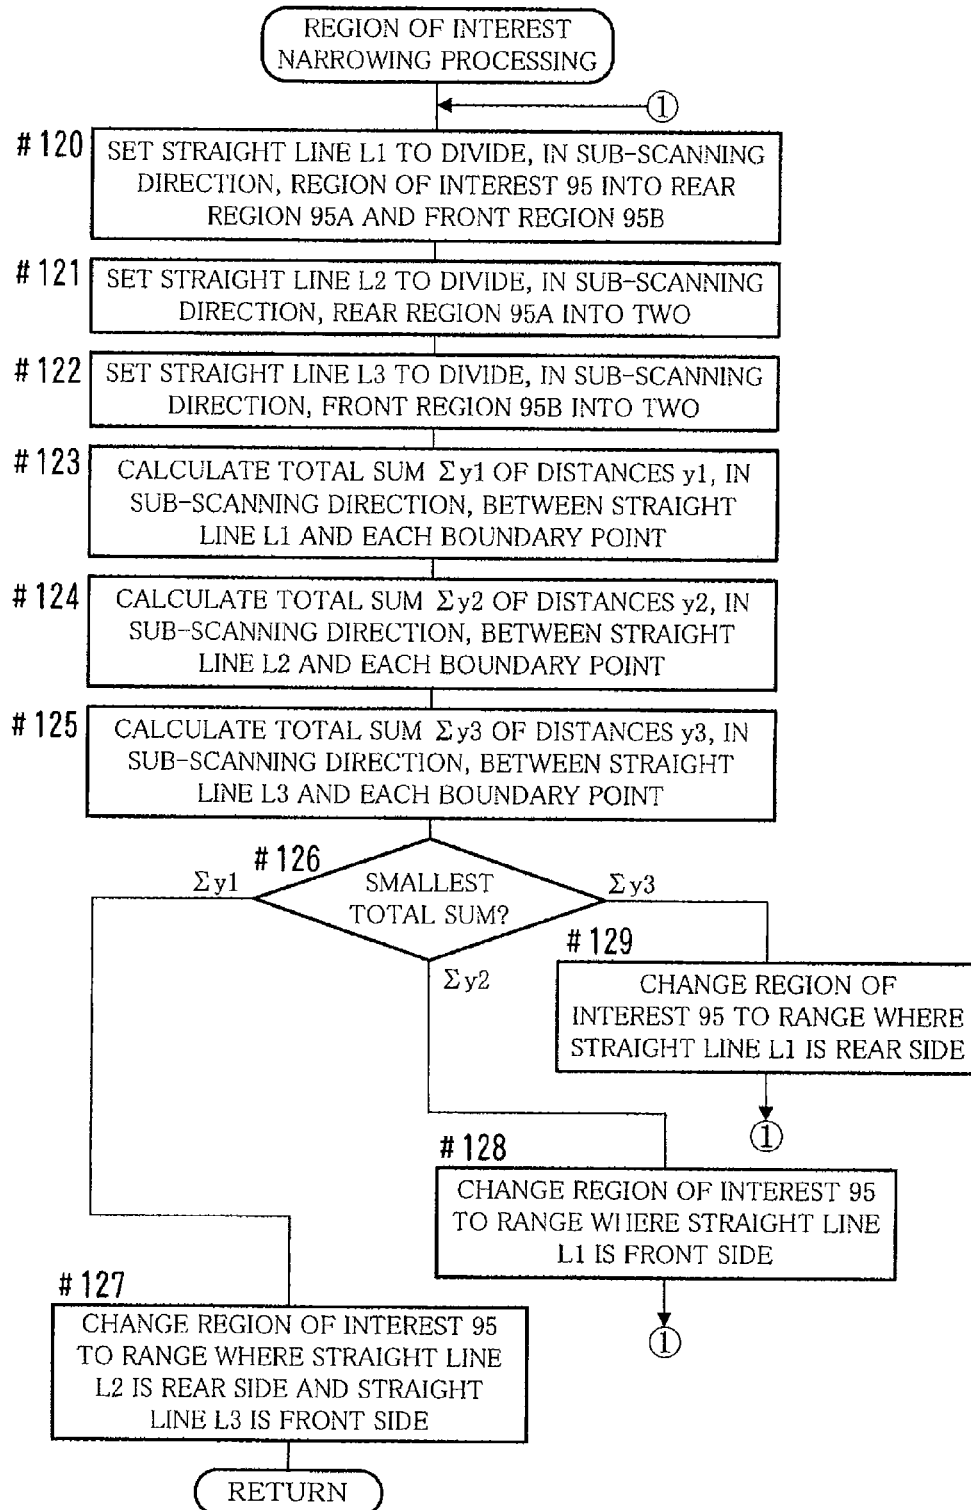 REGION OF INTEREST
NARROWING PROCESSING
①
#120
SET STRAIGHT LINE L1 TO DIVIDE, IN SUB-SCANNING
DIRECTION, REGION OF INTEREST 95 INTO REAR
REGION 95A AND FRONT REGION 95B
#121
SET STRAIGHT LINE L2 TO DIVIDE, IN SUB-SCANNING
DIRECTION, REAR REGION 95A INTO TWO
#122
SET STRAIGHT LINE L3 TO DIVIDE, IN SUB-SCANNING
DIRECTION, FRONT REGION 95B INTO TWO
#123
CALCULATE TOTAL SUM Σy1 OF DISTANCES y1, IN
SUB-SCANNING DIRECTION, BETWEEN STRAIGHT
LINE L1 AND EACH BOUNDARY POINT
#124
CALCULATE TOTAL SUM Σy2 OF DISTANCES y2, IN
SUB-SCANNING DIRECTION, BETWEEN STRAIGHT
LINE L2 AND EACH BOUNDARY POINT
#125
CALCULATE TOTAL SUM Σy3 OF DISTANCES y3, IN
SUB-SCANNING DIRECTION, BETWEEN STRAIGHT
LINE L3 AND EACH BOUNDARY POINT
#126
SMALLEST
TOTAL SUM?
Σy1
Σy3
Σy2
#129
CHANGE REGION OF
INTEREST 95 TO RANGE WHERE
STRAIGHT LINE L1 IS REAR SIDE
①
#128
CHANGE REGION OF INTEREST 95
TO RANGE WHERE STRAIGHT LINE
L1 IS FRONT SIDE
①
#127
CHANGE REGION OF INTEREST 95
TO RANGE WHERE STRAIGHT LINE
L2 IS REAR SIDE AND STRAIGHT
LINE L3 IS FRONT SIDE
RETURN